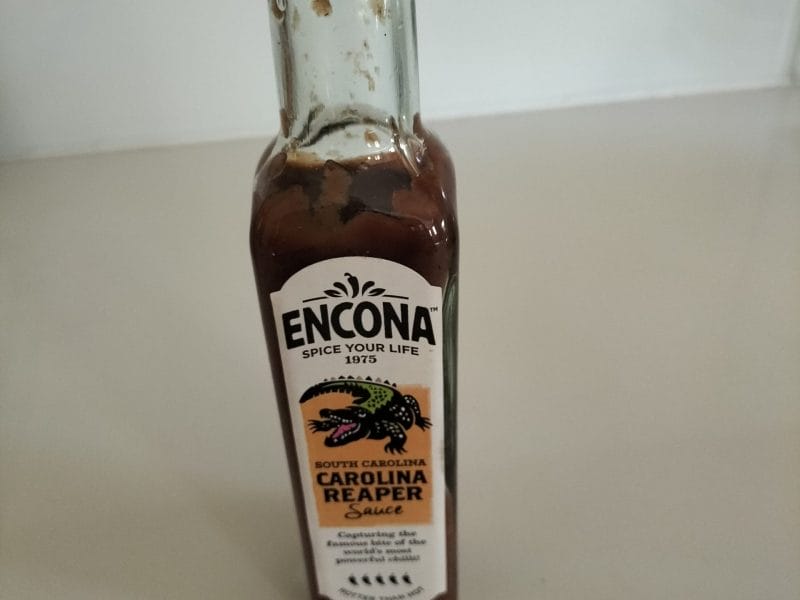 ENCONA™
SPICE YOUR LIFE
1975
SOUTH CAROLINA
CAROLINA
REAPER
Sauce
Capturing the
famous bite of the
world's most
powerful chilli!
HOTTER THAN HOT